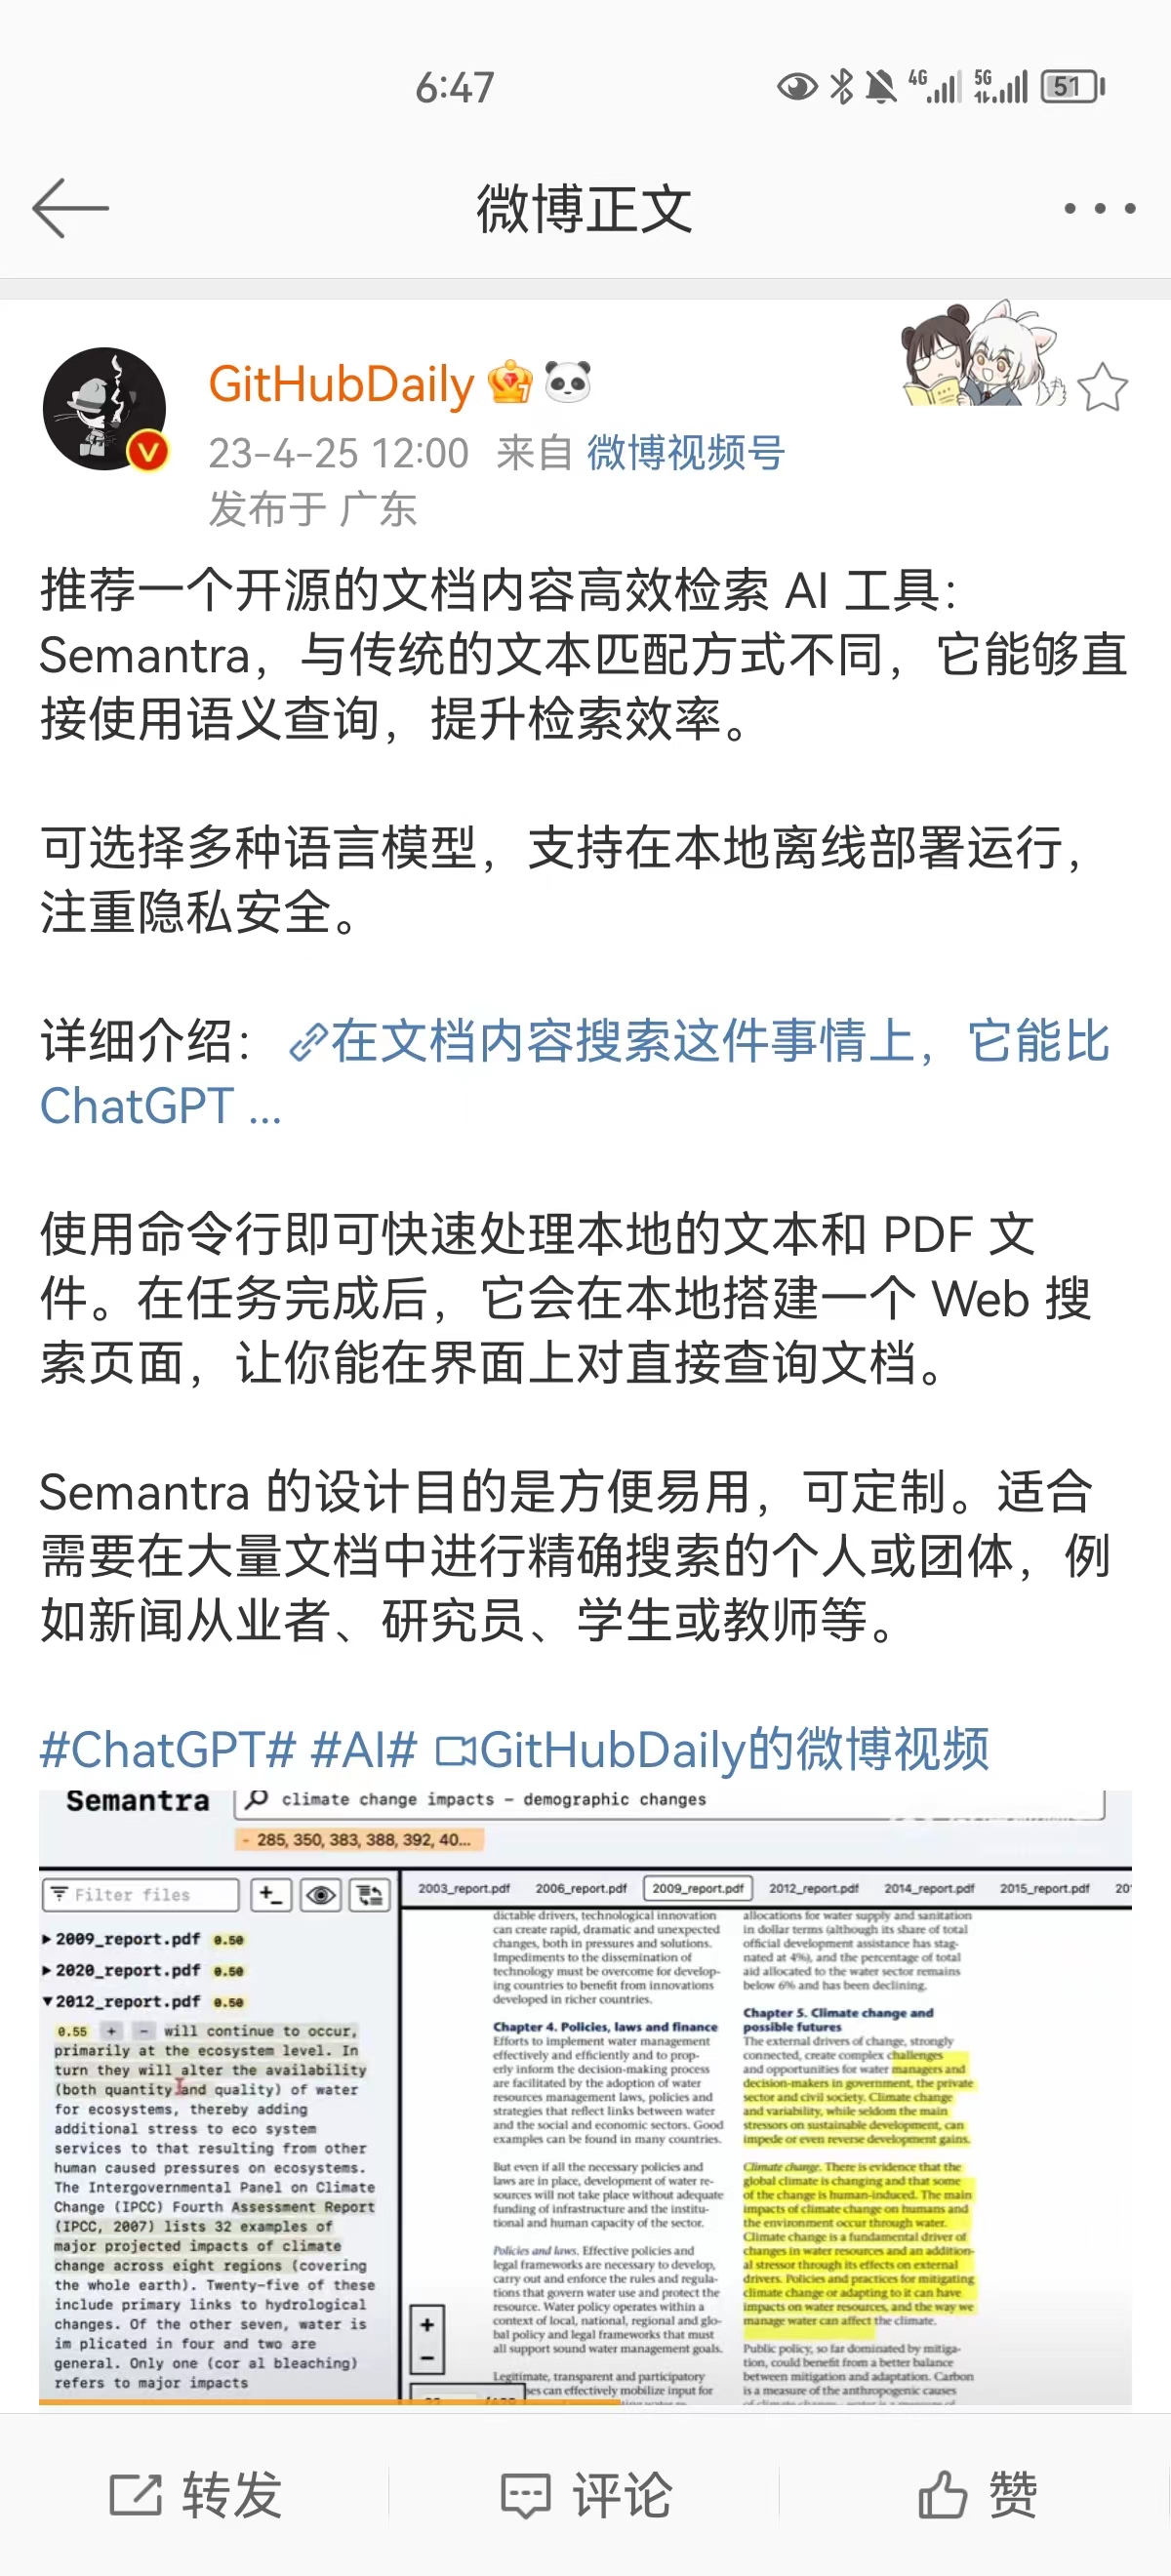 6:47
4G
5G
51
微博正文
GitHubDaily
23-4-25 12:00 来自 微博视频号
发布于 广东
推荐一个开源的文档内容高效检索 AI 工具：
Semantra，与传统的文本匹配方式不同，它能够直
接使用语义查询，提升检索效率。
可选择多种语言模型，支持在本地离线部署运行，
注重隐私安全。
详细介绍：在文档内容搜索这件事情上，它能比
ChatGPT ...
使用命令行即可快速处理本地的文本和 PDF 文
件。在任务完成后，它会在本地搭建一个 Web 搜
索页面，让你能在界面上对直接查询文档。
Semantra 的设计目的是方便易用，可定制。适合
需要在大量文档中进行精确搜索的个人或团体，例
如新闻从业者、研究员、学生或教师等。
#ChatGPT# #AI# GitHubDaily的微博视频
Semantra
climate change impacts - demographic changes
- 285, 350, 383, 388, 392, 40...
Filter files
2003_report.pdf 2006_report.pdf 2009_report.pdf 2012_report.pdf 2014_report.pdf 2015_report.pdf 20
2009_report.pdf 0.50
2020_report.pdf 0.50
2012_report.pdf 0.50
0.55 + - will continue to occur,
primarily at the ecosystem level. In
turn they will alter the availability
(both quantity and quality) of water
for ecosystems, thereby adding
additional stress to eco system
services to that resulting from other
human caused pressures on ecosystems.
The Intergovernmental Panel on Climate
Change (IPCC) Fourth Assessment Report
(IPCC, 2007) lists 32 examples of
major projected impacts of climate
change across eight regions (covering
the whole earth). Twenty-five of these
include primary links to hydrological
changes. Of the other seven, water is
im plicated in four and two are
general. Only one (cor al bleaching)
refers to major impacts
dictable drivers, technological innovation
can create rapid, dramatic and unexpected
changes, both in pressures and solutions.
Impediments to the dissemination of
technology must be overcome for develop-
ing countries to benefit from innovations
developed in richer countries.
Chapter 4. Policies, laws and finance
Efforts to implement water management
effectively and efficiently and to prop-
erly inform the decision-making process
are facilitated by the adoption of water
resources management laws, policies and
strategies that reflect links between water
and the social and economic sectors. Good
examples can be found in many countries.
But even if all the necessary policies and
laws are in place, development of water re-
sources will not take place without adequate
funding of infrastructure and the institu-
tional and human capacity of the sector.
Policies and laws. Effective policies and
legal frameworks are necessary to develop,
carry out and enforce the rules and regula-
tions that govern water use and protect the
resource. Water policy operates within a
context of local, national, regional and glo-
bal policy and legal frameworks that must
all support sound water management goals.
Legitimate, transparent and participatory
ses can effectively mobilize input for
allocations for water supply and sanitation
in dollar terms (although its share of total
official development assistance has stag-
nated at 4%), and the percentage of total
aid allocated to the water sector remains
below 6% and has been declining.
Chapter 5. Climate change and
possible futures
The external drivers of change, strongly
connected, create complex challenges
and opportunities for water managers and
decision-makers in government, the private
sector and civil society. Climate change
and variability, while seldom the main
stressors on sustainable development, can
impede or even reverse development gains.
Climate change. There is evidence that the
global climate is changing and that some
of the change is human-induced. The main
impacts of climate change on humans and
the environment occur through water.
Climate change is a fundamental driver of
changes in water resources and an addition-
al stressor through its effects on external
drivers. Policies and practices for mitigating
climate change or adapting to it can have
impacts on water resources, and the way we
manage water can affect the climate.
Public policy, so far dominated by mitiga-
tion, could benefit from a better balance
between mitigation and adaptation. Carbon
is a measure of the anthropogenic causes
+
−
转发
评论
赞